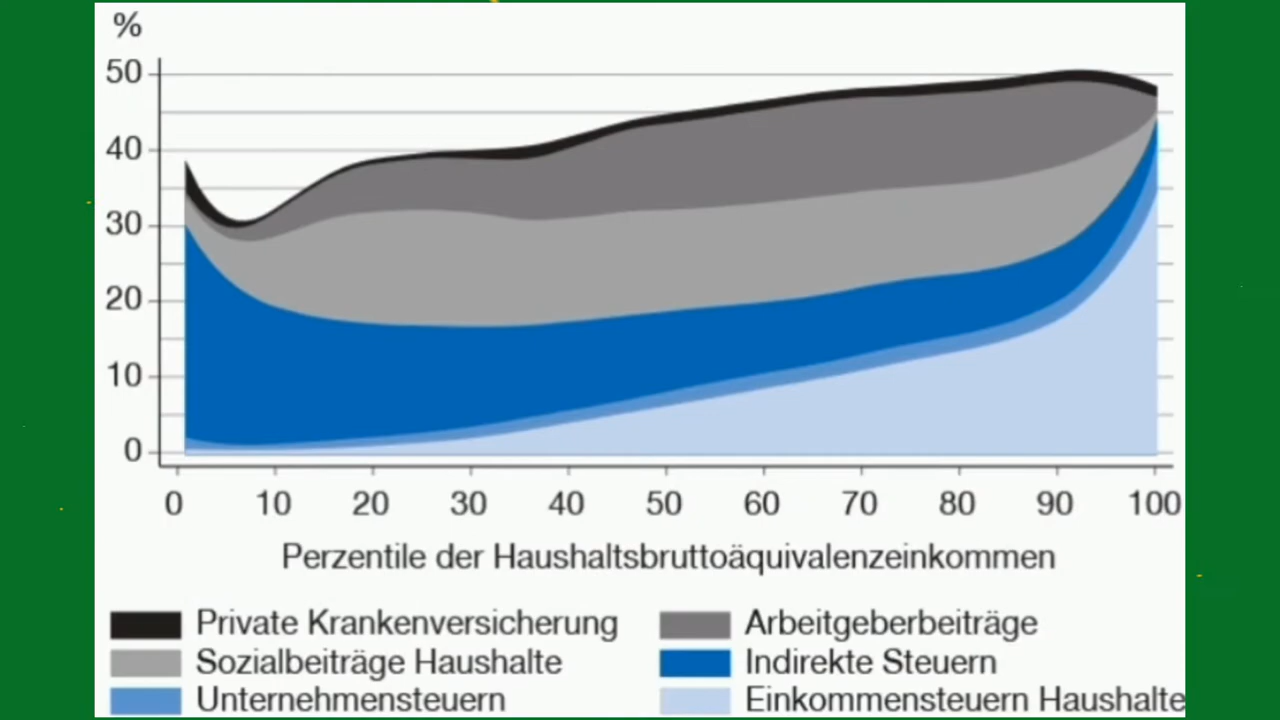 %
50
40
30
20
10
0
0 10 20 30 40 50 60 70 80 90 100
Perzentile der Haushaltsbruttoäquivalenzeinkommen
Private Krankenversicherung Arbeitgeberbeiträge
Sozialbeiträge Haushalte Indirekte Steuern
Unternehmensteuern Einkommensteuern Haushalte